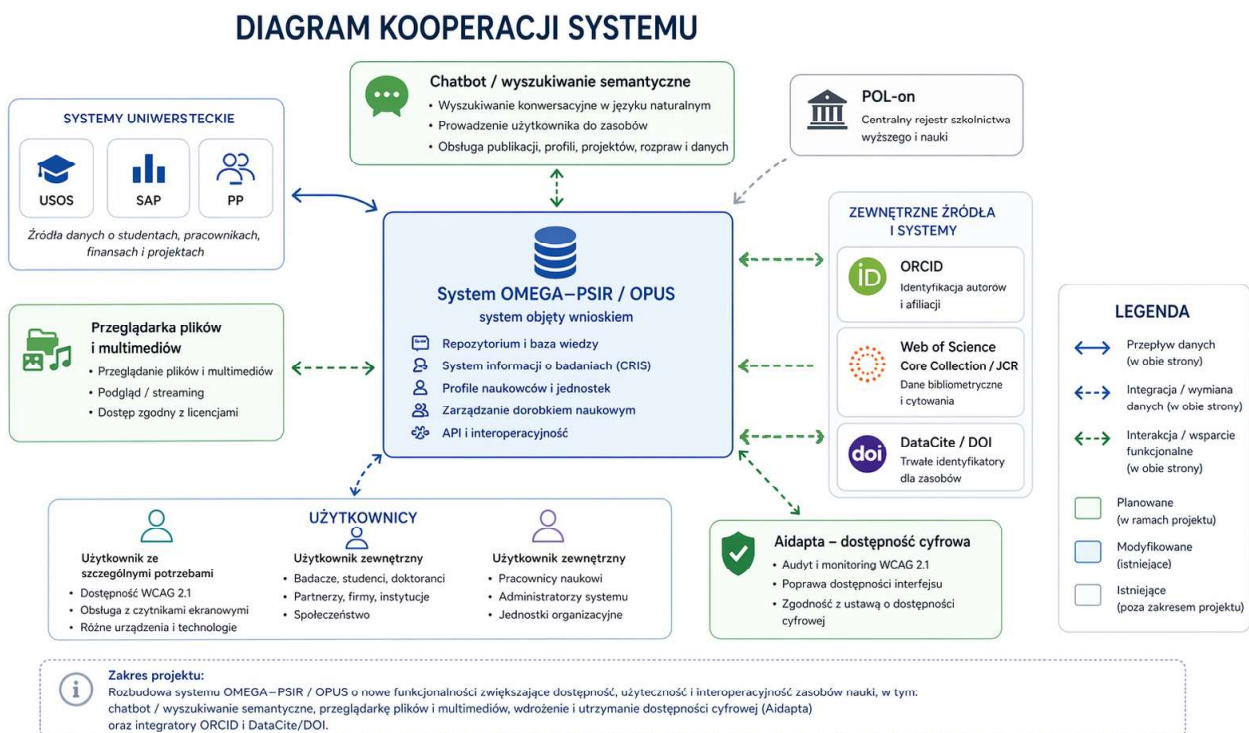 DIAGRAM KOOPERACJI SYSTEMU
SYSTEMY UNIWERSTECKIE
USOS
SAP
PP
Źródła danych o studentach, pracownikach,
finansach i projektach
Chatbot / wyszukiwanie semantyczne
• Wyszukiwanie konwersacyjne w języku naturalnym
• Prowadzenie użytkownika do zasobów
• Obsługa publikacji, profili, projektów, rozpraw i danych
POL-on
Centralny rejestr szkolnictwa
wyższego i nauki
Przeglądarka plików
i multimediów
• Przeglądanie plików i multimediów
• Podgląd / streaming
• Dostęp zgodny z licencjami
System OMEGA–PSIR / OPUS
system objęty wnioskiem
Repozytorium i baza wiedzy
System informacji o badaniach (CRIS)
Profile naukowców i jednostek
Zarządzanie dorobkiem naukowym
API i interoperacyjność
ZEWNĘTRZNE ŹRÓDŁA
I SYSTEMY
iD
ORCID
Identyfikacja autorów
i afiliacji
Web of Science
Core Collection / JCR
Dane bibliometryczne
i cytowania
doi
DataCite / DOI
Trwałe identyfikatory
dla zasobów
LEGENDA
Przepływ danych
(w obie strony)
Integracja / wymiana
danych (w obie strony)
Interakcja / wsparcie
funkcjonalne
(w obie strony)
Planowane
(w ramach projektu)
Modyfikowane
(istniejące)
Istniejące
(poza zakresem projektu)
UŻYTKOWNICY
Użytkownik ze
szczególnymi potrzebami
• Dostępność WCAG 2.1
• Obsługa z czytnikami ekranowymi
• Różne urządzenia i technologie
Użytkownik zewnętrzny
• Badacze, studenci, doktoranci
• Partnerzy, firmy, instytucje
• Społeczeństwo
Użytkownik zewnętrzny
• Pracownicy naukowi
• Administratorzy systemu
• Jednostki organizacyjne
Aidapta – dostępność cyfrowa
• Audyt i monitoring WCAG 2.1
• Poprawa dostępności interfejsu
• Zgodność z ustawą o dostępności
cyfrowej
i
Zakres projektu:
Rozbudowa systemu OMEGA–PSIR / OPUS o nowe funkcjonalności zwiększające dostępność, użyteczność i interoperacyjność zasobów nauki, w tym:
chatbot / wyszukiwanie semantyczne, przeglądarkę plików i multimediów, wdrożenie i utrzymanie dostępności cyfrowej (Aidapta)
oraz integratory ORCID i DataCite/DOI.